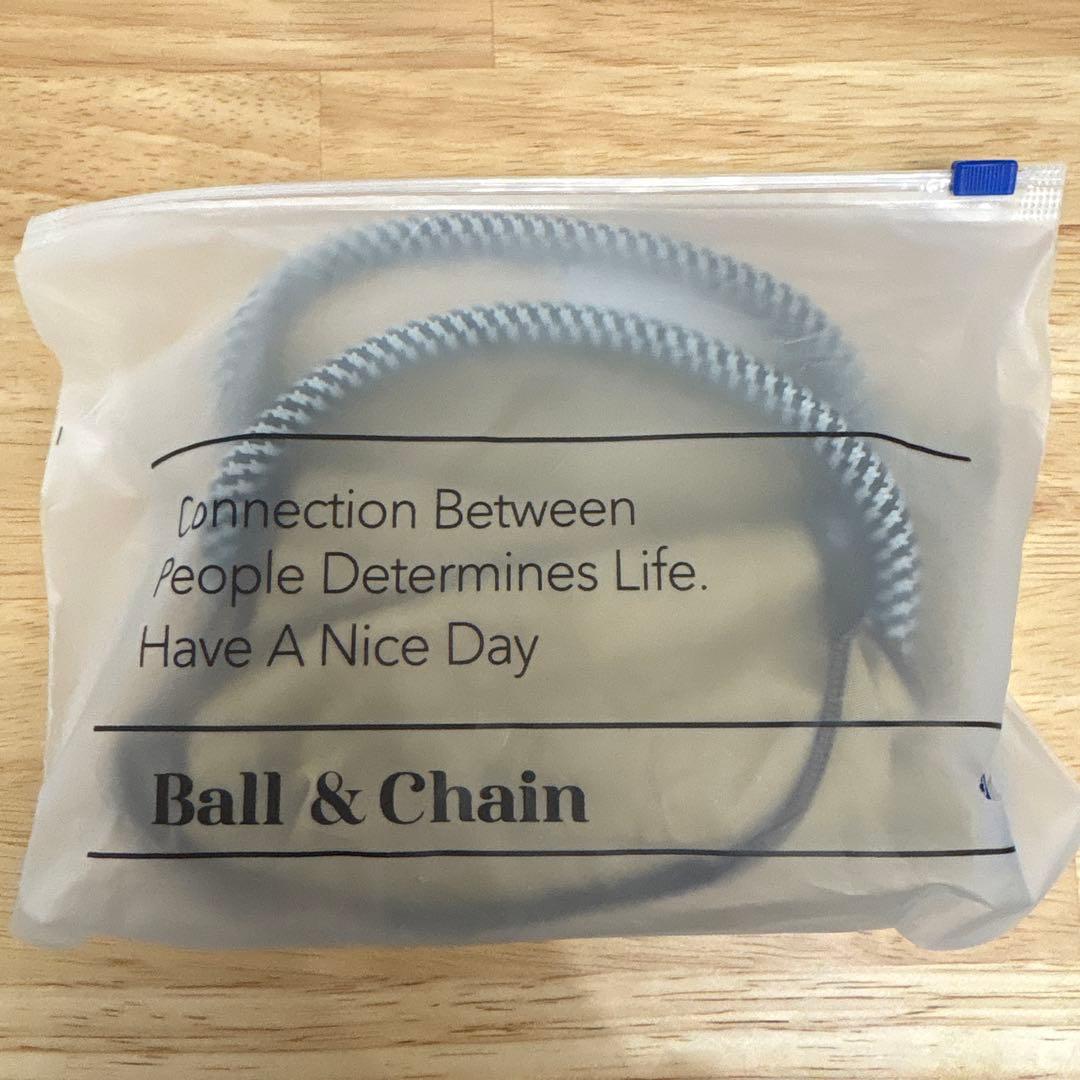 Connection Between
People Determines Life.
Have A Nice Day
Ball & Chain